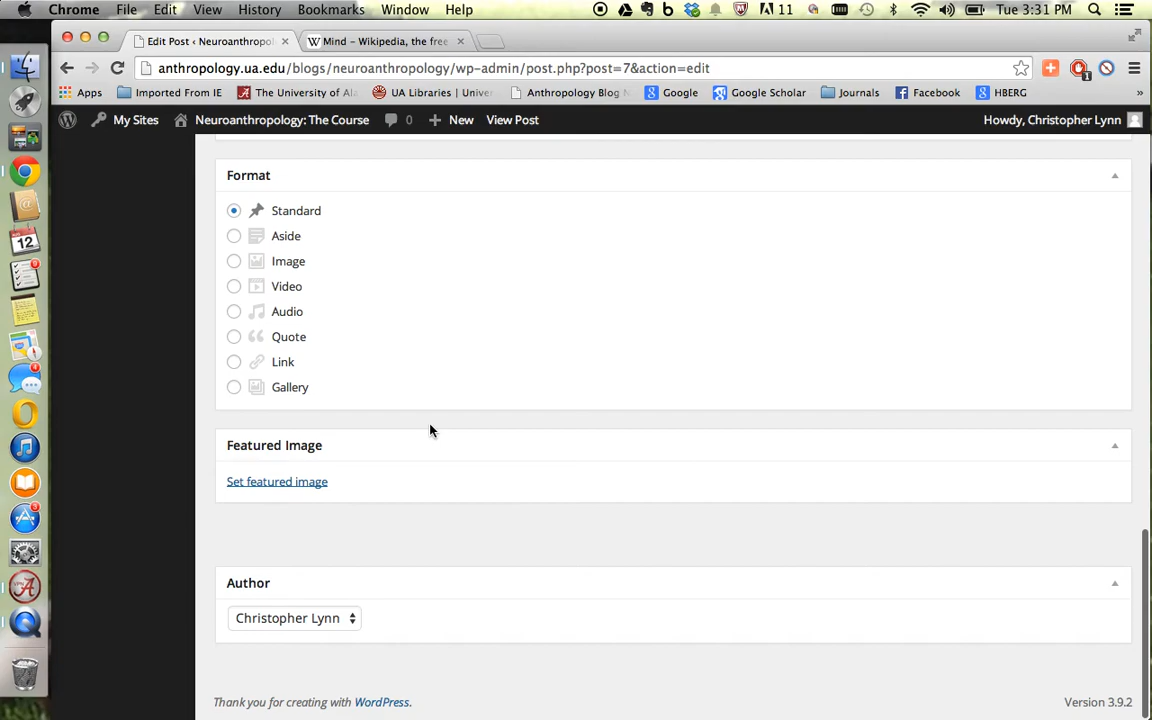 Chrome File Edit View History Bookmarks Window Help 11 Tue 3:31 PM
Edit Post ‹ Neuroanthropol Mind – Wikipedia, the free
anthropology.ua.edu/blogs/neuroanthropology/wp-admin/post.php?post=7&action=edit 1
Apps Imported From IE The University of Ala UA Libraries | Univer Anthropology Blog N Google Google Scholar Journals Facebook HBERG »
My Sites Neuroanthropology: The Course 0 New View Post Howdy, Christopher Lynn
Format
Standard
Aside
12
Image
Video
Audio
Quote
Link
Gallery
Featured Image
Set featured image
Author
Christopher Lynn
Thank you for creating with WordPress. Version 3.9.2